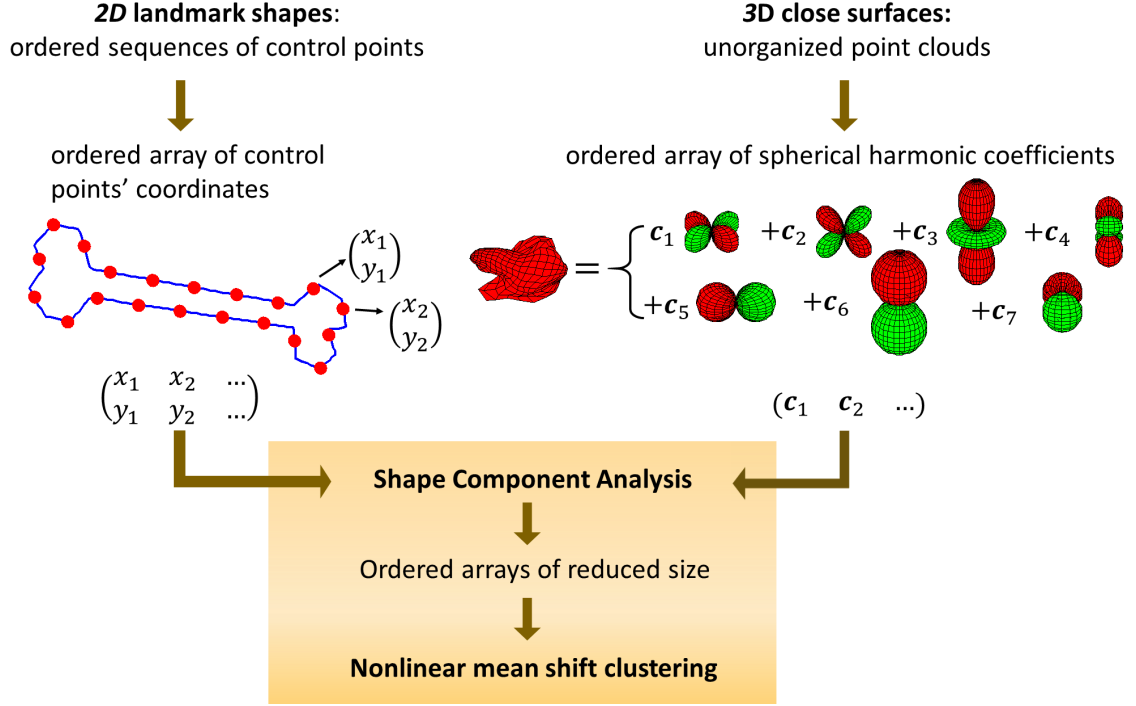 2D landmark shapes:
ordered sequences of control points
ordered array of control
points' coordinates
x₁
y₁
x₂
y₂
x₁ x₂ ...
y₁ y₂ ...
3D close surfaces:
unorganized point clouds
ordered array of spherical harmonic coefficients
= { c₁ +c₂ +c₃ +c₄
+c₅ +c₆ +c₇
(c₁ c₂ ...)
Shape Component Analysis
Ordered arrays of reduced size
Nonlinear mean shift clustering